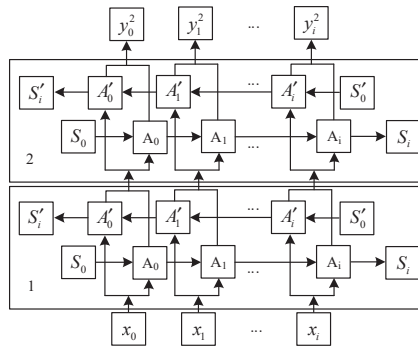 y_0^2 y_1^2 ... y_i^2
S'_i A'_0 A'_1 ... A'_i S'_0
S_0 A_0 A_1 ... A_i S_i
2
S'_i A'_0 A'_1 ... A'_i S'_0
S_0 A_0 A_1 ... A_i S_i
1
x_0 x_1 ... x_i